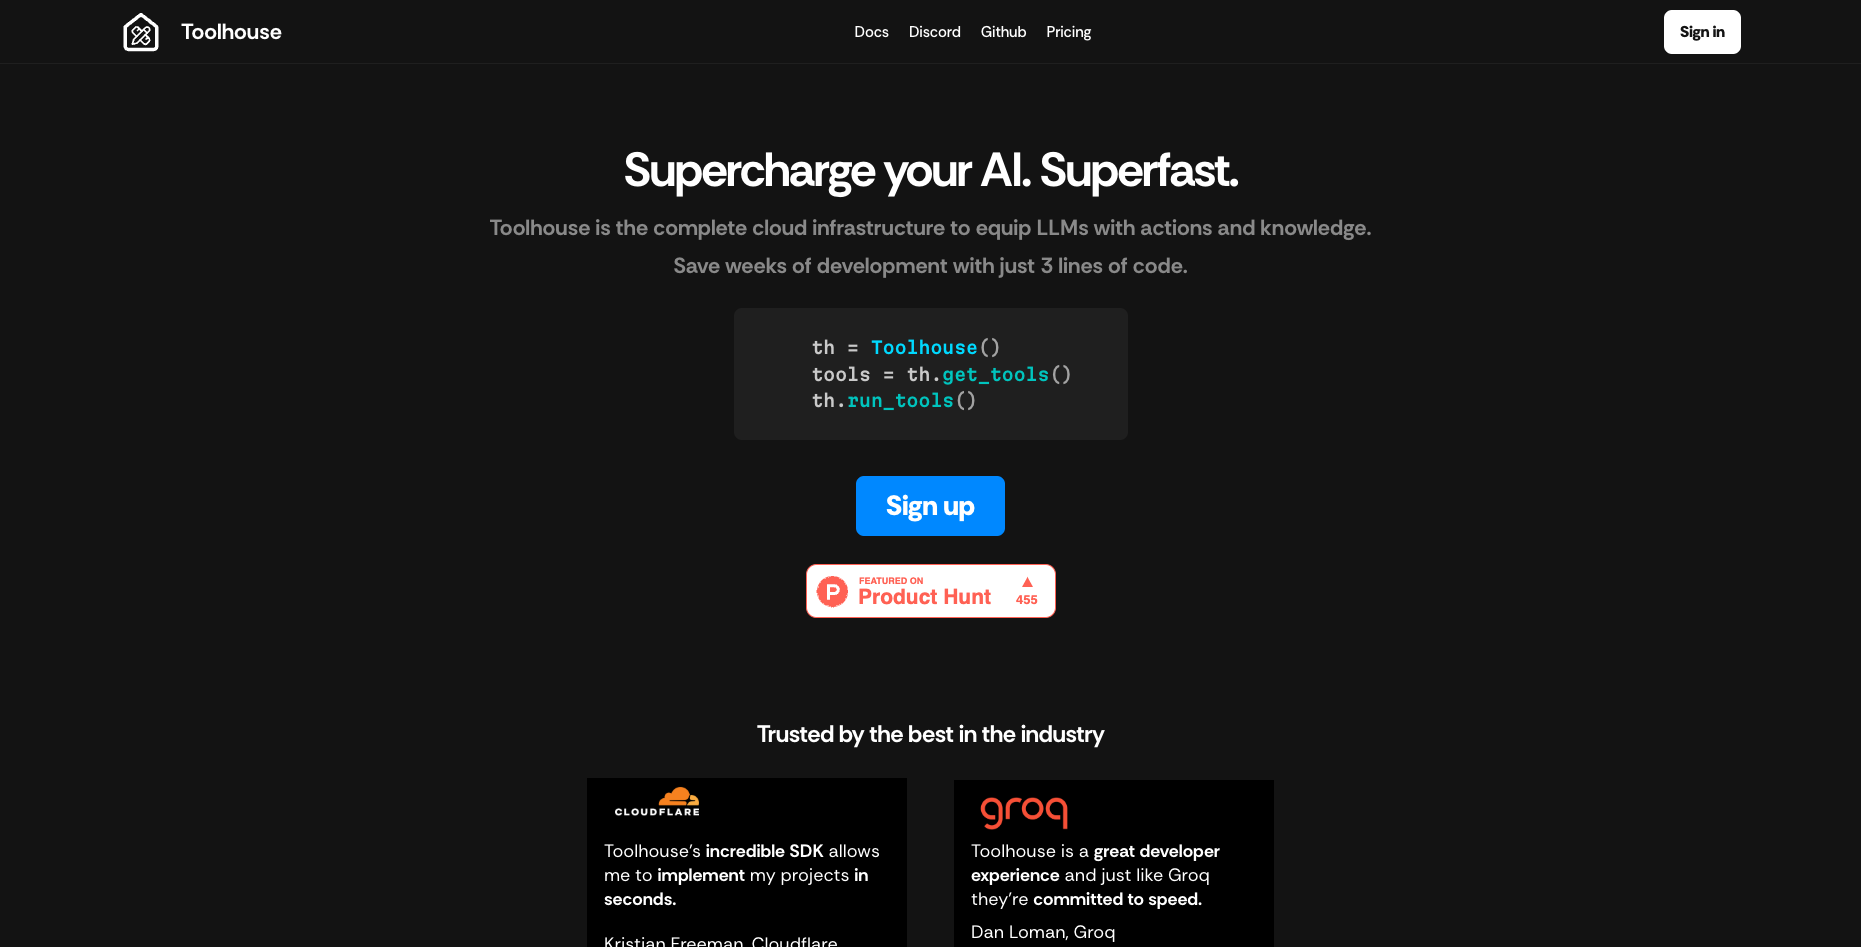 Toolhouse
Docs Discord Github Pricing
Sign in
Supercharge your AI. Superfast.
Toolhouse is the complete cloud infrastructure to equip LLMs with actions and knowledge.
Save weeks of development with just 3 lines of code.
th = Toolhouse()
tools = th.get_tools()
th.run_tools()
Sign up
P
FEATURED ON
Product Hunt
▲
455
Trusted by the best in the industry
CLOUDFLARE
Toolhouse's incredible SDK allows
me to implement my projects in
seconds.
Kristian Freeman, Cloudflare
groq
Toolhouse is a great developer
experience and just like Groq
they're committed to speed.
Dan Loman, Groq